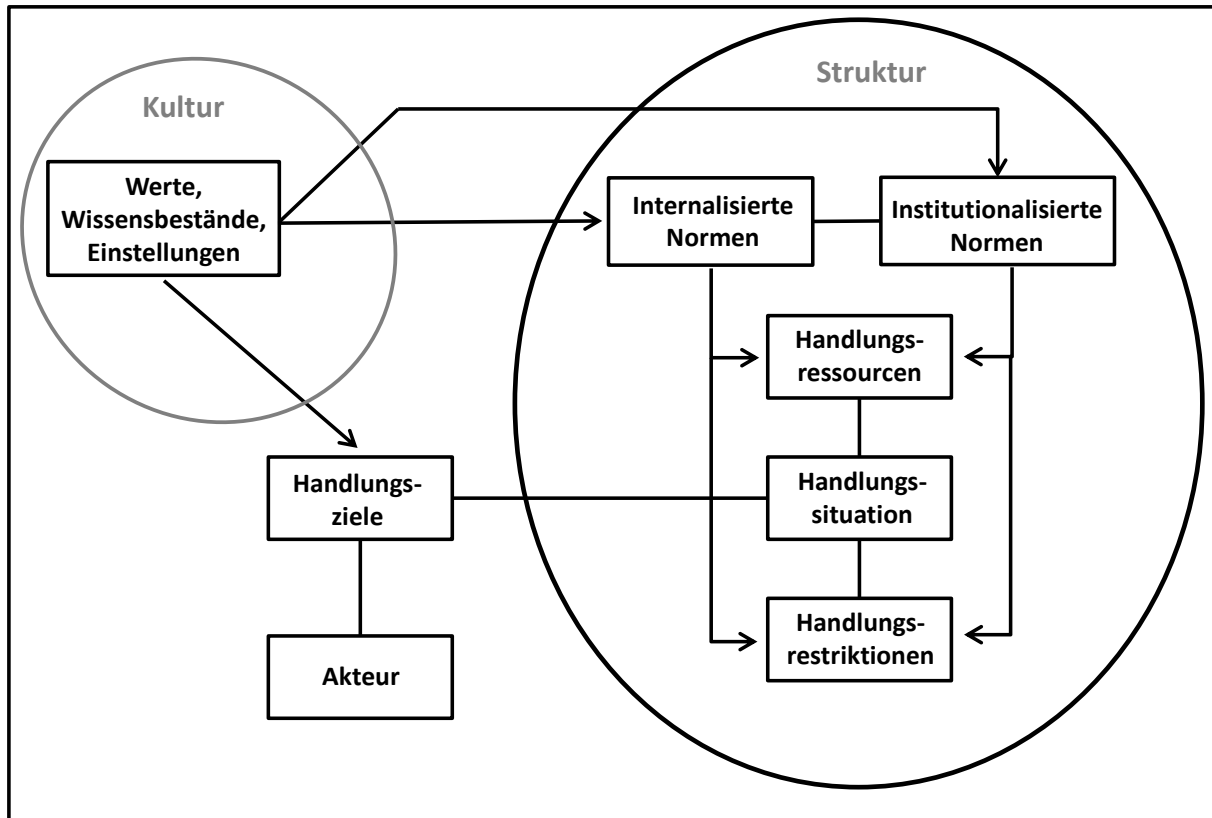 Kultur
Struktur
Werte,
Wissensbestände,
Einstellungen
Internalisierte
Normen
Institutionalisierte
Normen
Handlungs-
ressourcen
Handlungs-
ziele
Handlungs-
situation
Akteur
Handlungs-
restriktionen